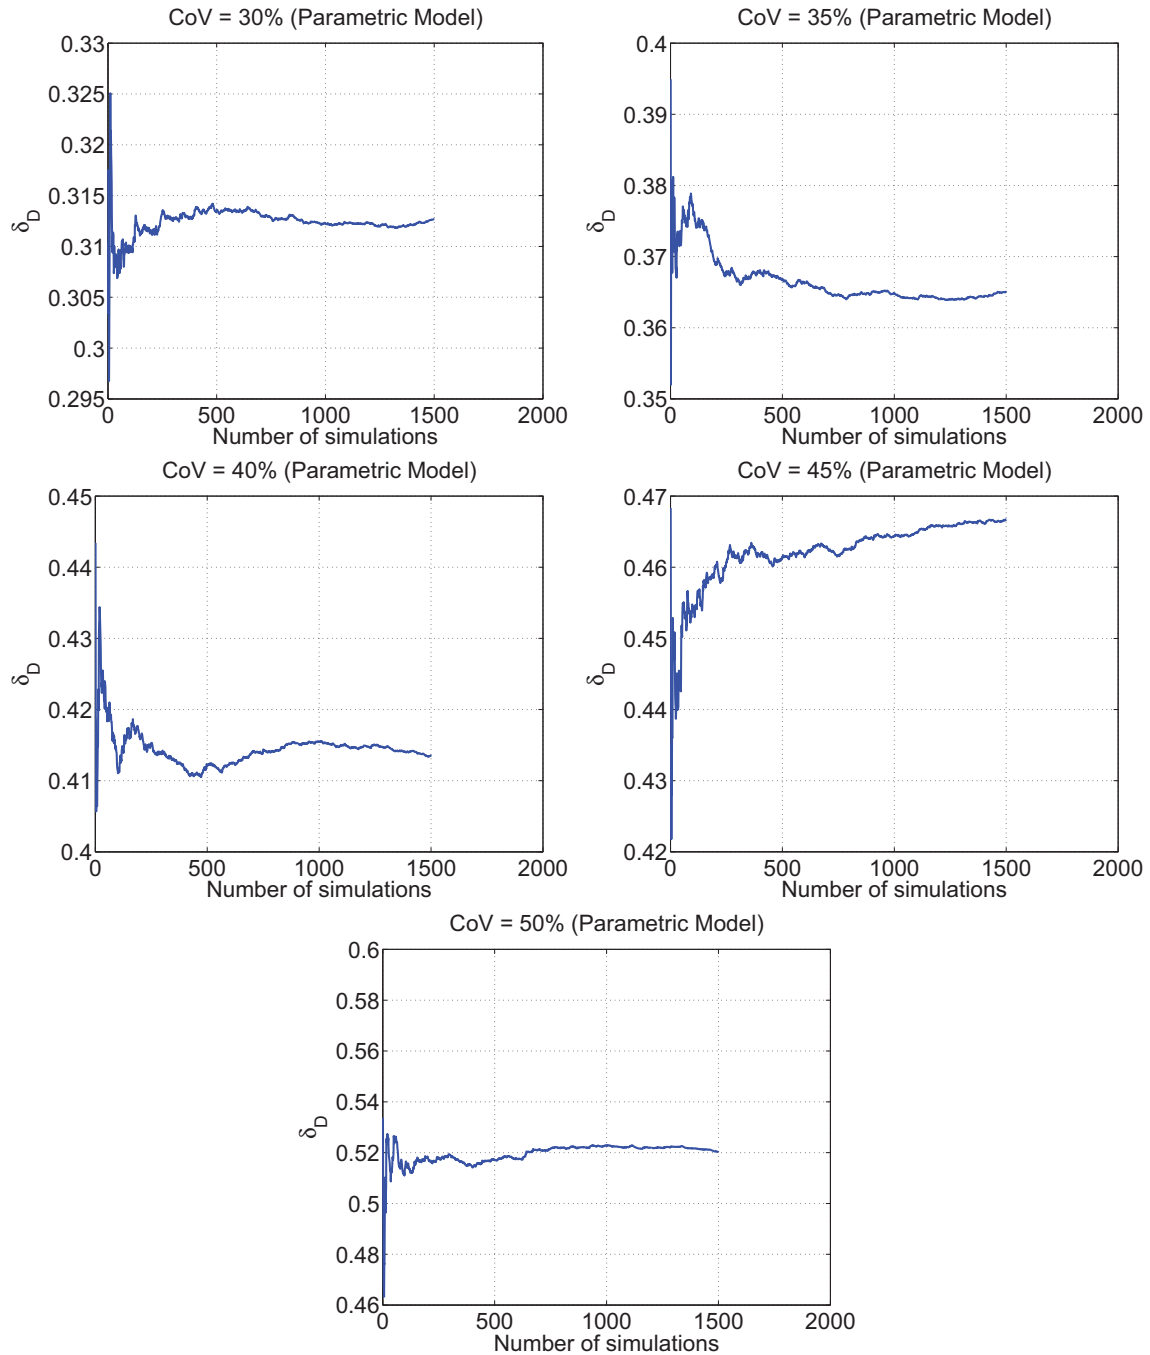 CoV = 30% (Parametric Model)
0.33
0.325
0.32
0.315
0.31
0.305
0.3
0.295
δ_D
0 500 1000 1500 2000
Number of simulations
CoV = 35% (Parametric Model)
0.4
0.39
0.38
0.37
0.36
0.35
δ_D
0 500 1000 1500 2000
Number of simulations
CoV = 40% (Parametric Model)
0.45
0.44
0.43
0.42
0.41
0.4
δ_D
0 500 1000 1500 2000
Number of simulations
CoV = 45% (Parametric Model)
0.47
0.46
0.45
0.44
0.43
0.42
δ_D
0 500 1000 1500 2000
Number of simulations
CoV = 50% (Parametric Model)
0.6
0.58
0.56
0.54
0.52
0.5
0.48
0.46
δ_D
0 500 1000 1500 2000
Number of simulations